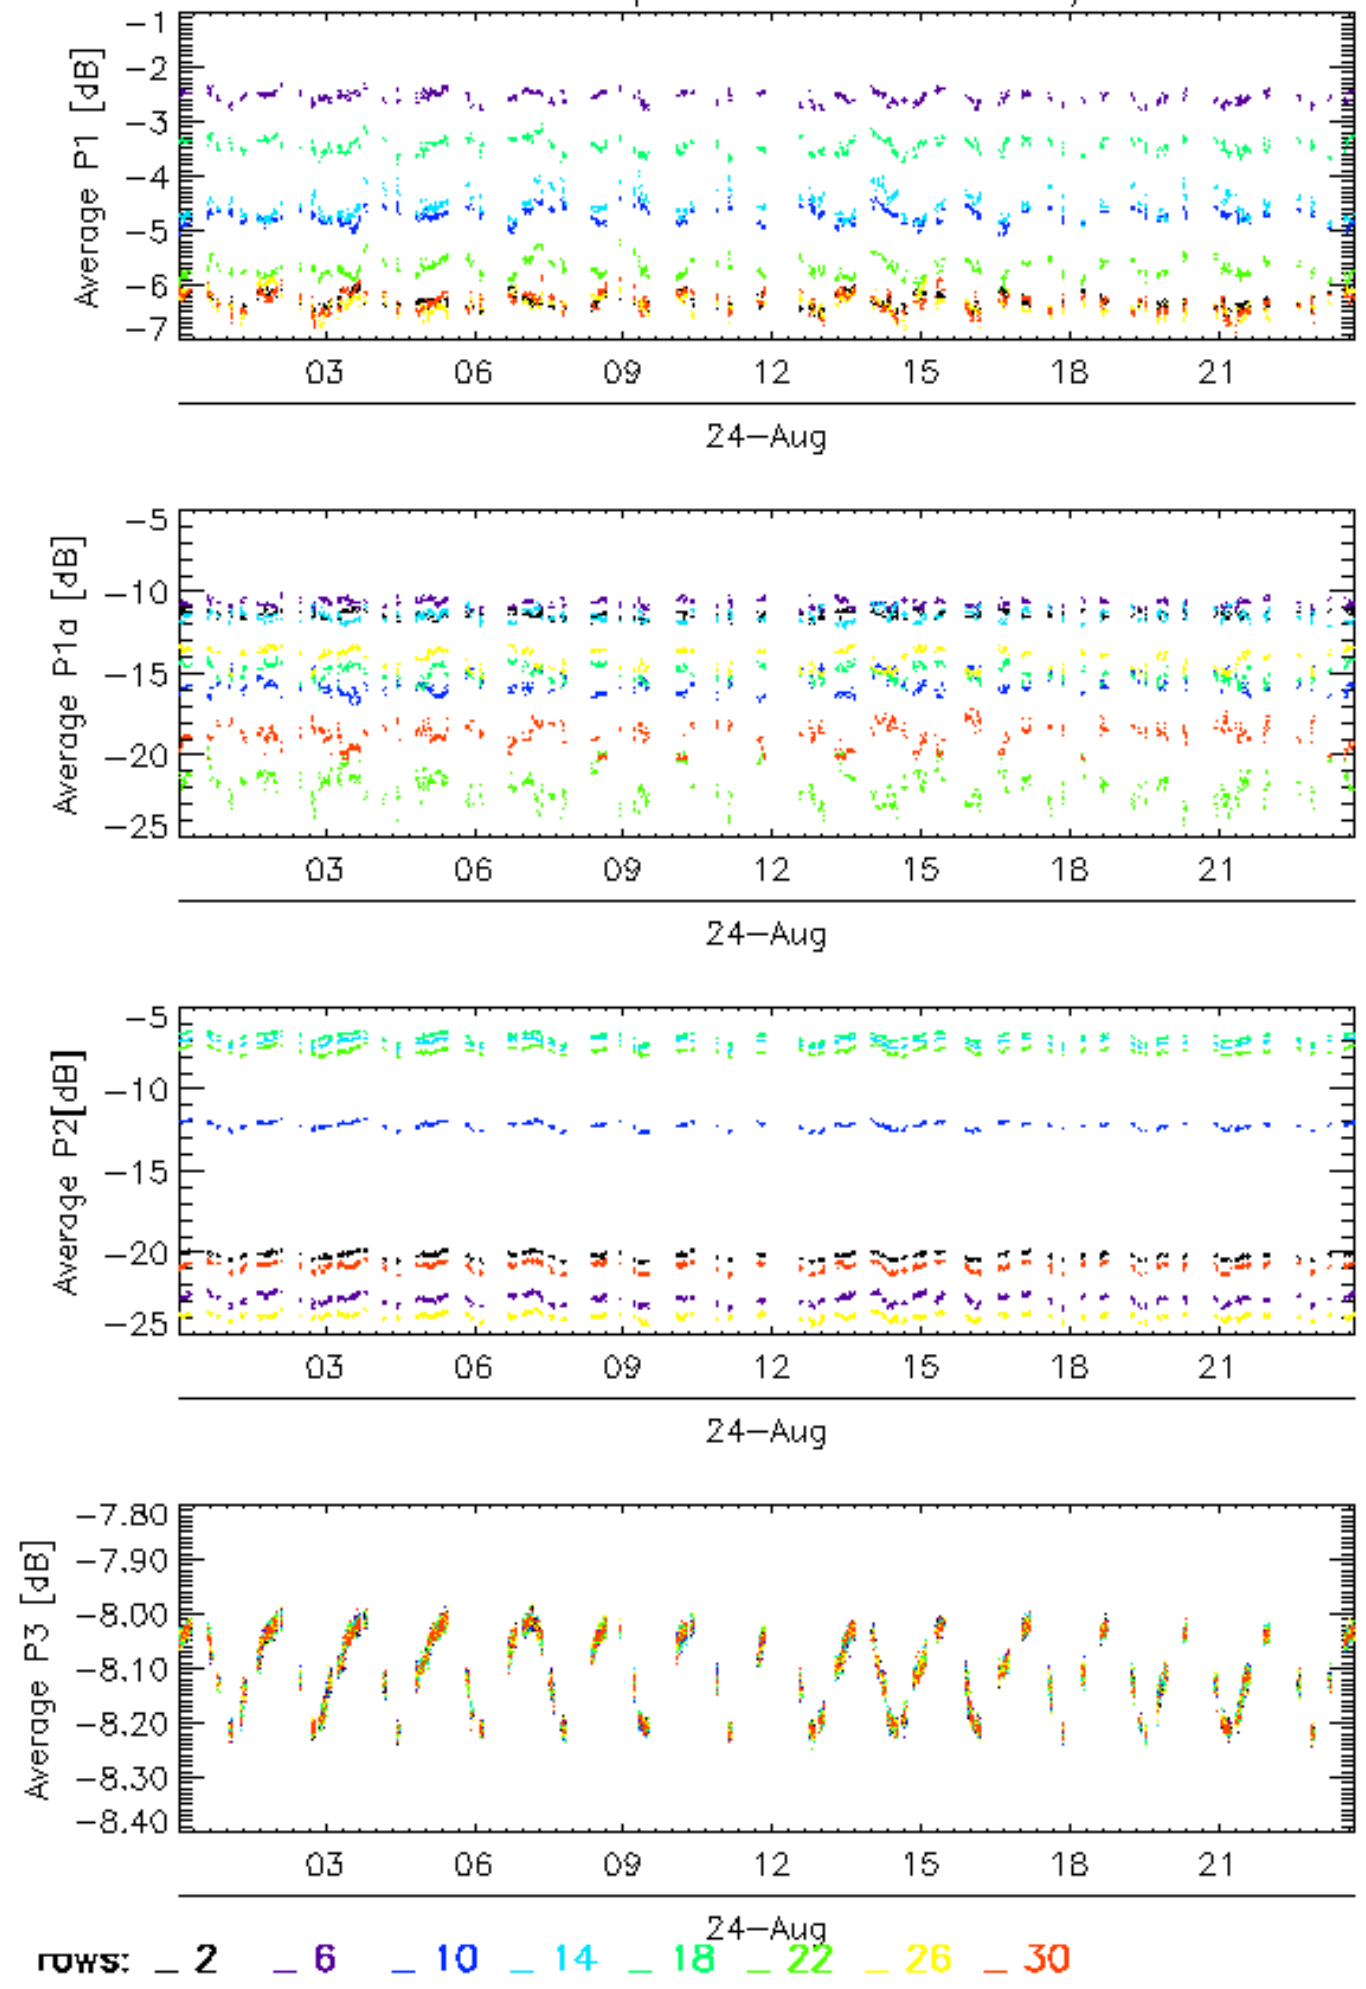 −1
−2
−3
−4
−5
−6
−7
Average P1 [dB]
03 06 09 12 15 18 21
24−Aug
−5
−10
−15
−20
−25
Average P1a [dB]
03 06 09 12 15 18 21
24−Aug
−5
−10
−15
−20
−25
Average P2[dB]
03 06 09 12 15 18 21
24−Aug
−7.80
−7.90
−8.00
−8.10
−8.20
−8.30
−8.40
Average P3 [dB]
03 06 09 12 15 18 21
24−Aug
rows: _ 2 _ 6 _ 10 _ 14 _ 18 _ 22 _ 26 _ 30